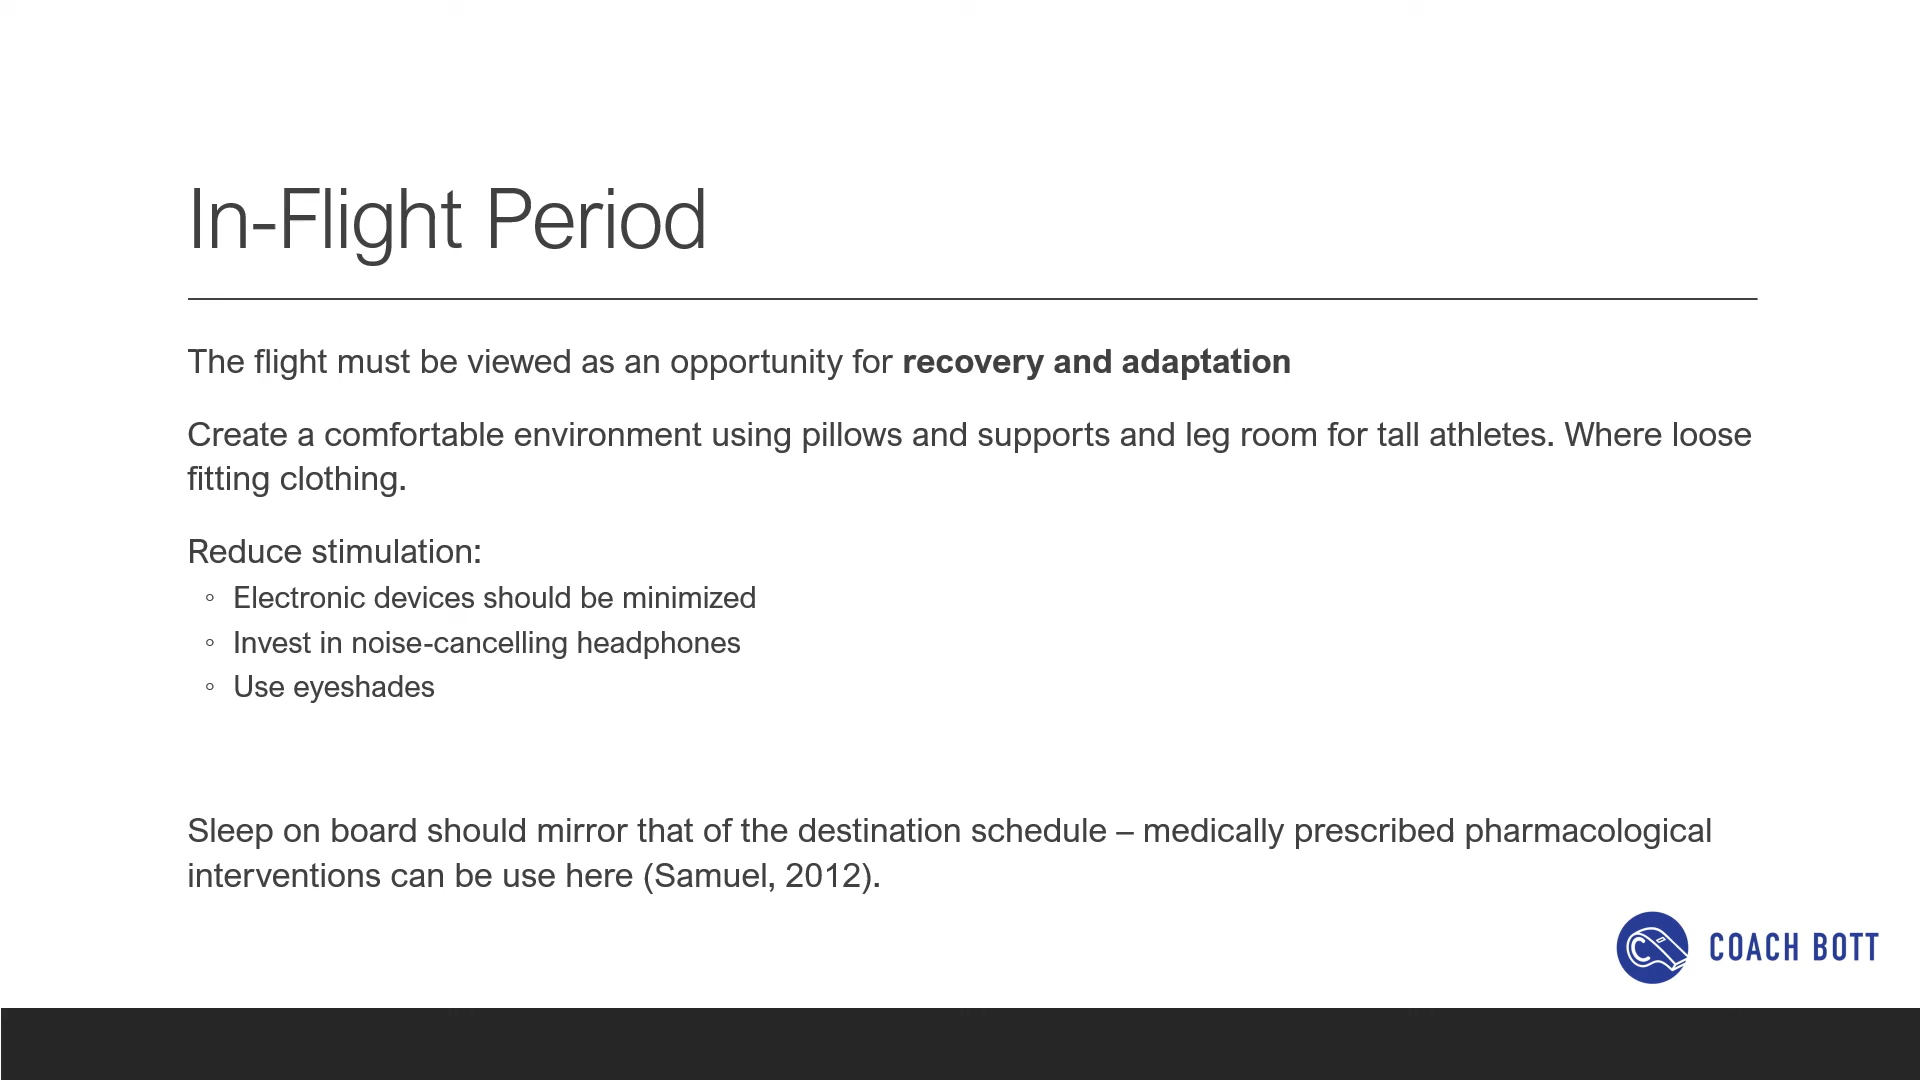 In-Flight Period
The flight must be viewed as an opportunity for recovery and adaptation
Create a comfortable environment using pillows and supports and leg room for tall athletes. Where loose
fitting clothing.
Reduce stimulation:
◦ Electronic devices should be minimized
◦ Invest in noise-cancelling headphones
◦ Use eyeshades
Sleep on board should mirror that of the destination schedule – medically prescribed pharmacological
interventions can be use here (Samuel, 2012).
COACH BOTT